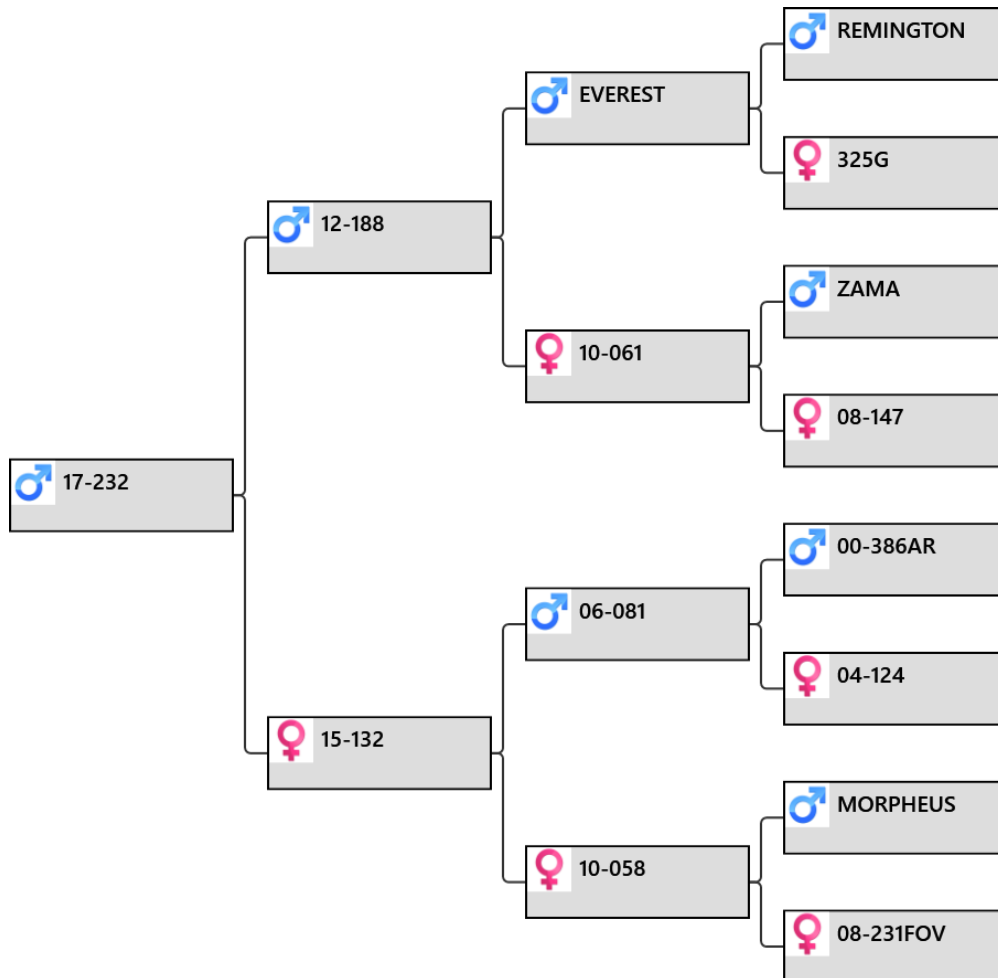 REMINGTON
EVEREST
325G
12-188
ZAMA
10-061
08-147
17-232
00-386AR
06-081
04-124
15-132
MORPHEUS
10-058
08-231FOV